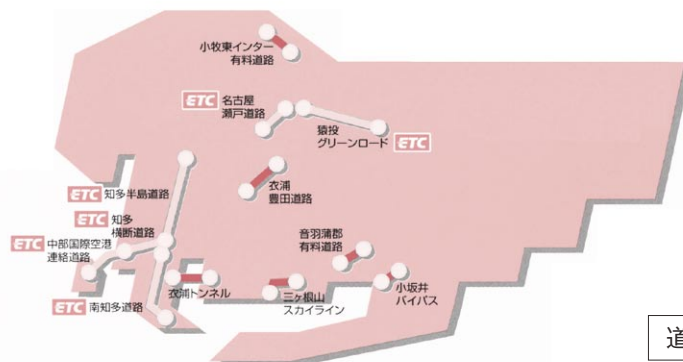 小牧東インター
有料道路
ETC 名古屋
瀬戸道路
猿投
グリーンロード ETC
衣浦
豊田道路
ETC 知多半島道路
ETC 知多
横断道路
ETC 中部国際空港
連絡道路
音羽蒲郡
有料道路
小坂井
バイパス
衣浦トンネル
三ヶ根山
スカイライン
ETC 南知多道路
道